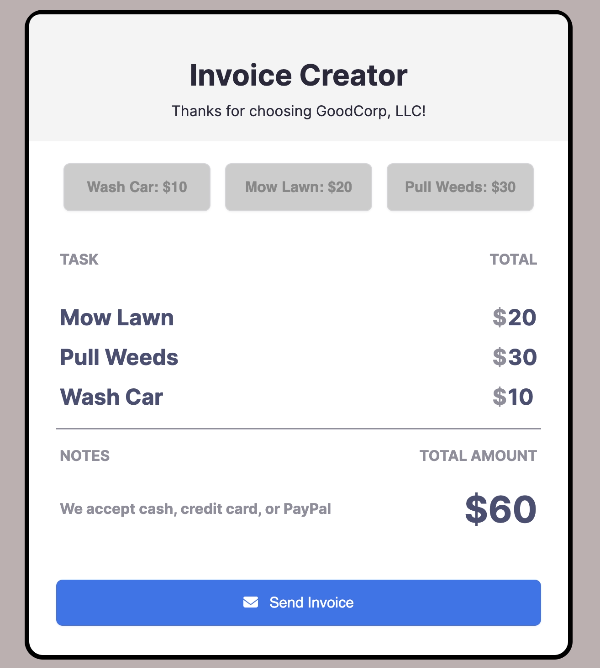 Invoice Creator
Thanks for choosing GoodCorp, LLC!
Wash Car: $10 Mow Lawn: $20 Pull Weeds: $30
TASK TOTAL
Mow Lawn $20
Pull Weeds $30
Wash Car $10
NOTES TOTAL AMOUNT
We accept cash, credit card, or PayPal $60
Send Invoice